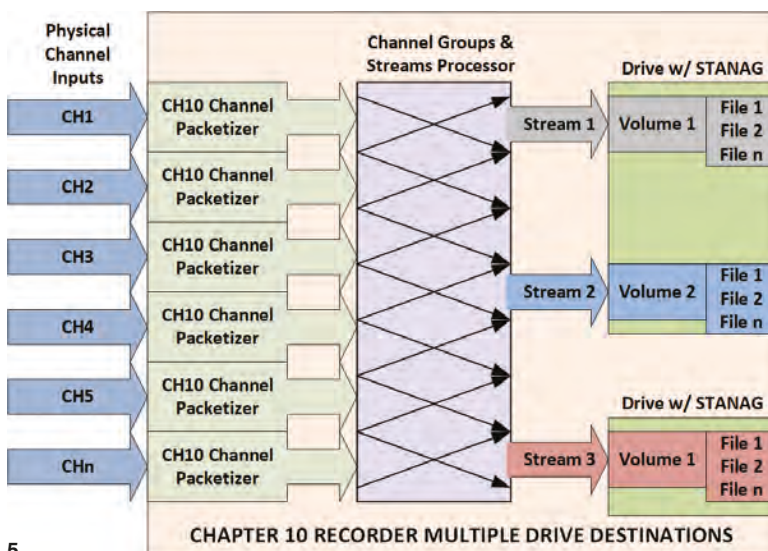 Physical
Channel
Inputs
Channel Groups &
Streams Processor
Drive w/ STANAG
CH1
CH10 Channel
Packetizer
Stream 1
Volume 1
File 1
File 2
File n
CH2
CH10 Channel
Packetizer
CH3
CH10 Channel
Packetizer
Stream 2
Volume 2
File 1
File 2
File n
CH4
CH10 Channel
Packetizer
CH5
CH10 Channel
Packetizer
Drive w/ STANAG
CHn
CH10 Channel
Packetizer
Stream 3
Volume 1
File 1
File 2
File n
CHAPTER 10 RECORDER MULTIPLE DRIVE DESTINATIONS
5